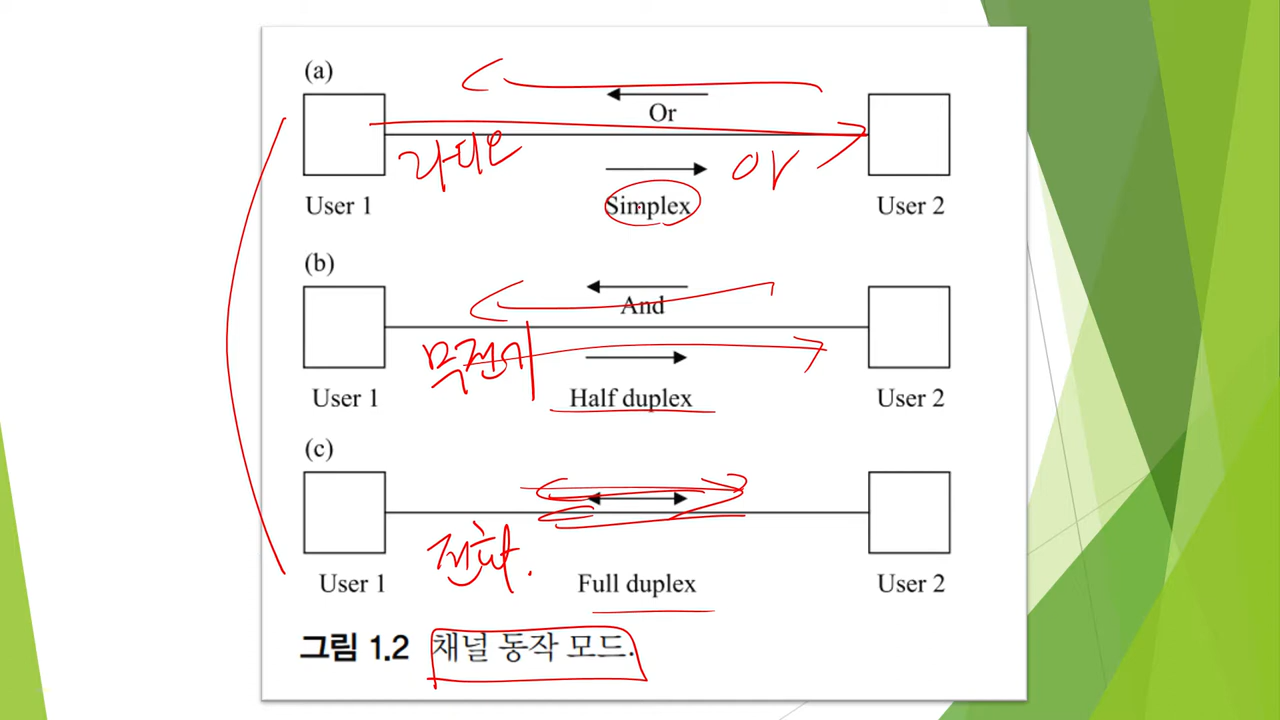 (a)
Or
라디오
or
Simplex
User 1
User 2
(b)
And
무전기
Half duplex
User 1
User 2
(c)
전화.
User 1
Full duplex
User 2
그림 1.2 채널 동작 모드.